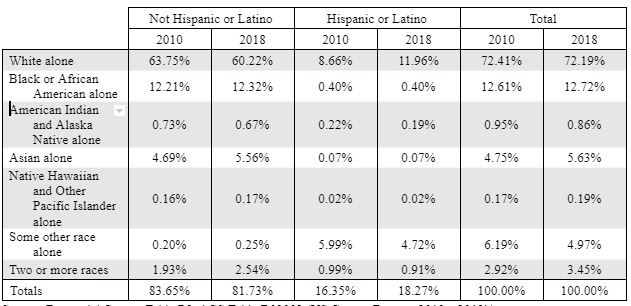 Not Hispanic or Latino Hispanic or Latino Total
2010 2018 2010 2018 2010 2018
White alone 63.75% 60.22% 8.66% 11.96% 72.41% 72.19%
Black or African
American alone 12.21% 12.32% 0.40% 0.40% 12.61% 12.72%
American Indian
and Alaska
Native alone 0.73% 0.67% 0.22% 0.19% 0.95% 0.86%
Asian alone 4.69% 5.56% 0.07% 0.07% 4.75% 5.63%
Native Hawaiian
and Other
Pacific Islander
alone 0.16% 0.17% 0.02% 0.02% 0.17% 0.19%
Some other race
alone 0.20% 0.25% 5.99% 4.72% 6.19% 4.97%
Two or more races 1.93% 2.54% 0.99% 0.91% 2.92% 3.45%
Totals 83.65% 81.73% 16.35% 18.27% 100.00% 100.00%